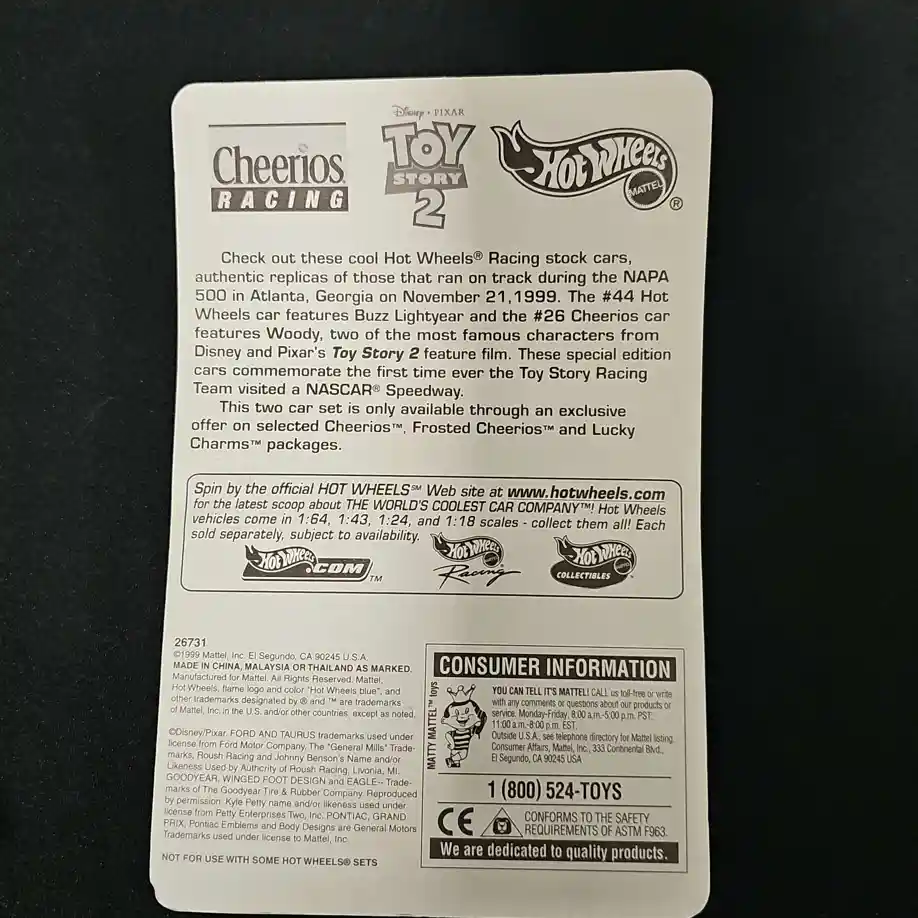 Disney • PIXAR
Cheerios
RACING
TOY
STORY
2
HOT WHEELS
MATTEL
®
Check out these cool Hot Wheels® Racing stock cars,
authentic replicas of those that ran on track during the NAPA
500 in Atlanta, Georgia on November 21,1999. The #44 Hot
Wheels car features Buzz Lightyear and the #26 Cheerios car
features Woody, two of the most famous characters from
Disney and Pixar's Toy Story 2 feature film. These special edition
cars commemorate the first time ever the Toy Story Racing
Team visited a NASCAR® Speedway.
This two car set is only available through an exclusive
offer on selected Cheerios™, Frosted Cheerios™ and Lucky
Charms™ packages.
Spin by the official HOT WHEELS℠ Web site at www.hotwheels.com
for the latest scoop about THE WORLD'S COOLEST CAR COMPANY™! Hot Wheels
vehicles come in 1:64, 1:43, 1:24, and 1:18 scales - collect them all! Each
sold separately, subject to availability.
HOT WHEELS .COM ™
HOT WHEELS Racing
HOT WHEELS COLLECTIBLES
26731
©1999 Mattel, Inc. El Segundo, CA 90245 U.S.A.
MADE IN CHINA, MALAYSIA OR THAILAND AS MARKED.
Manufactured for Mattel. All Rights Reserved. Mattel,
Hot Wheels, flame logo and color "Hot Wheels blue", and
other trademarks designated by ® and ™ are trademarks
of Mattel, Inc. in the U.S. and/or other countries, except as noted.
©Disney/Pixar. FORD AND TAURUS trademarks used under
license from Ford Motor Company. The "General Mills" Trade-
marks, Roush Racing and Johnny Benson's Name and/or
Likeness Used by Authority of Roush Racing, Livonia, MI.
GOODYEAR, WINGED FOOT DESIGN and EAGLE-- Trade-
marks of The Goodyear Tire & Rubber Company. Reproduced
by permission. Kyle Petty name and/or likeness used under
license from Petty Enterprises Two, Inc. PONTIAC, GRAND
PRIX, Pontiac Emblems and Body Designs are General Motors
Trademarks used under license to Mattel, Inc.
NOT FOR USE WITH SOME HOT WHEELS® SETS
CONSUMER INFORMATION
MATTY MATTEL™ toys
YOU CAN TELL IT'S MATTEL! CALL us toll-free or write
with any comments or questions about our products or
service. Monday-Friday, 8:00 a.m.-5:00 p.m. PST.
11:00 a.m.-8:00 p.m. EST.
Outside U.S.A., see telephone directory for Mattel listing.
Consumer Affairs, Mattel, Inc., 333 Continental Blvd.,
El Segundo, CA 90245 USA
1 (800) 524-TOYS
CE
CONFORMS TO THE SAFETY
REQUIREMENTS OF ASTM F963.
We are dedicated to quality products.